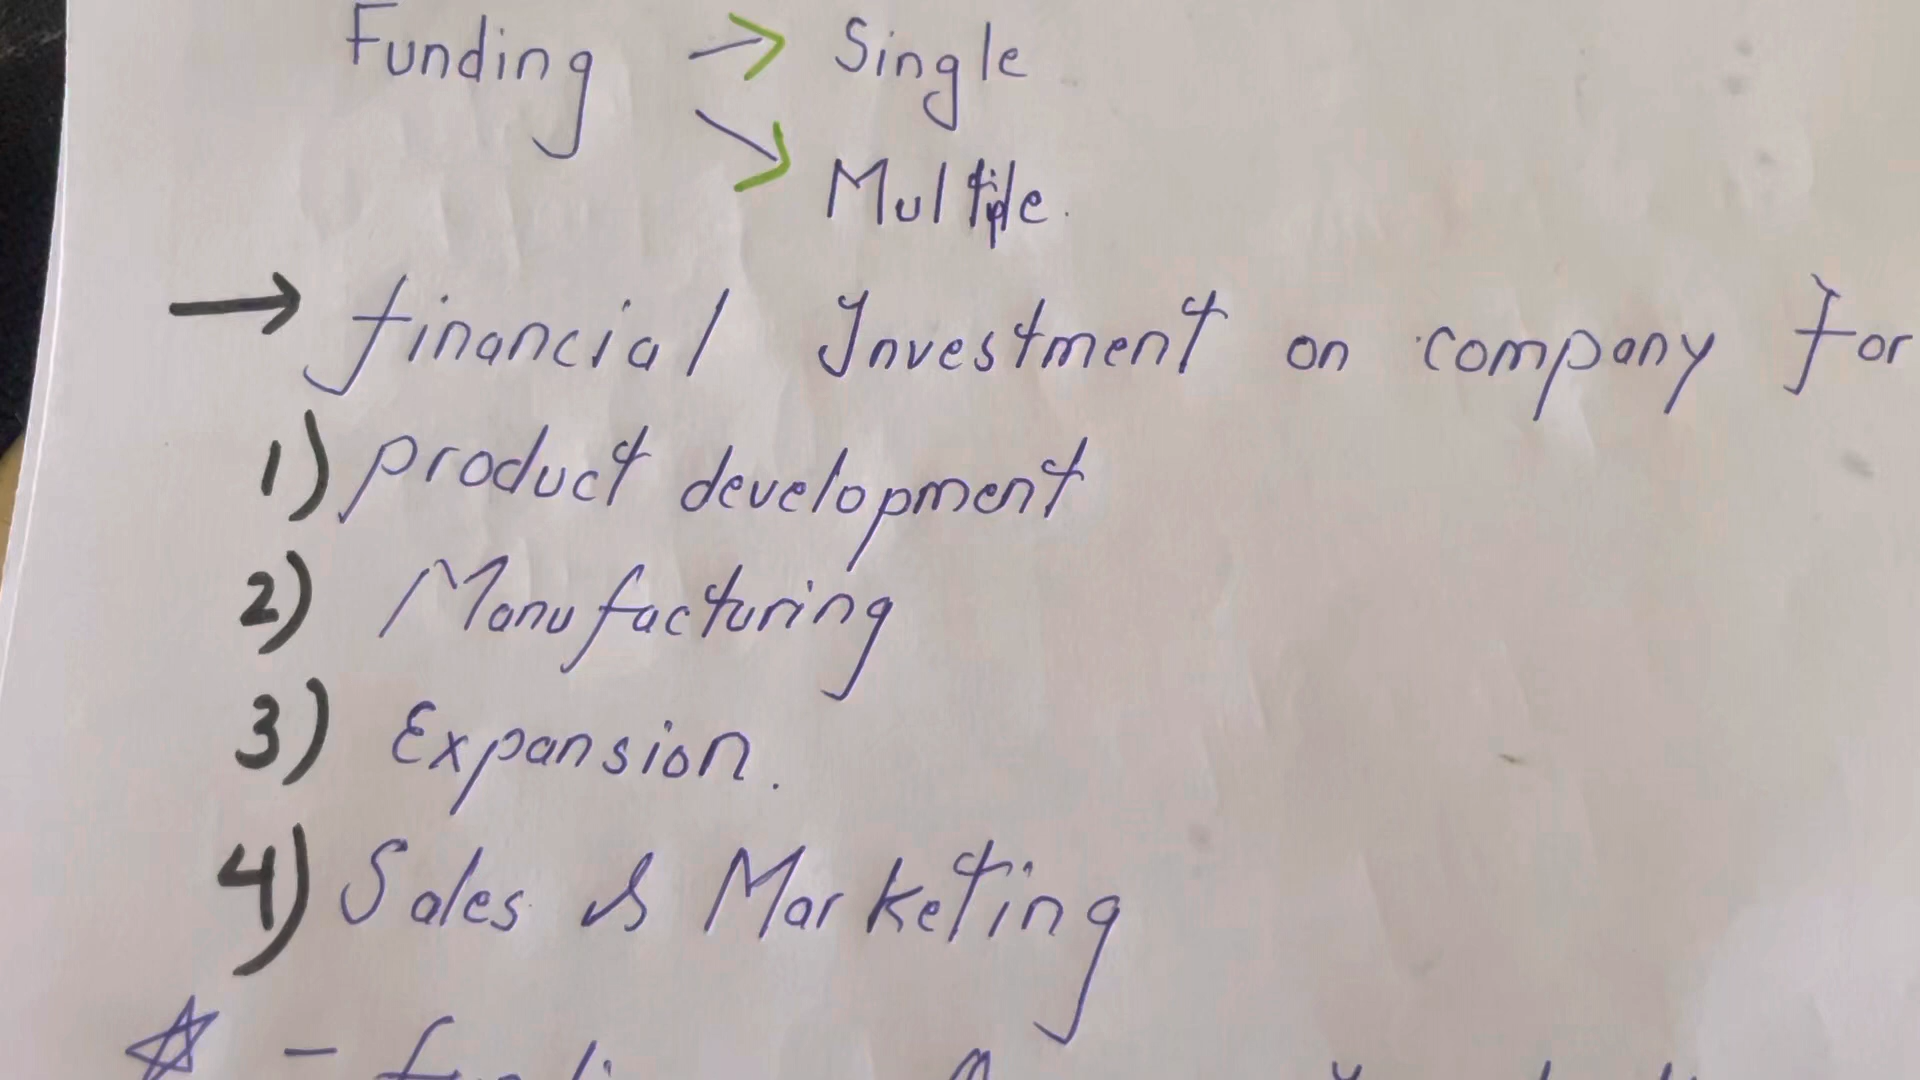 Funding → Single
↘ Multiple.
→ financial Investment on company for
1) product development
2) Manufacturing
3) Expansion.
4) Sales & Marketing